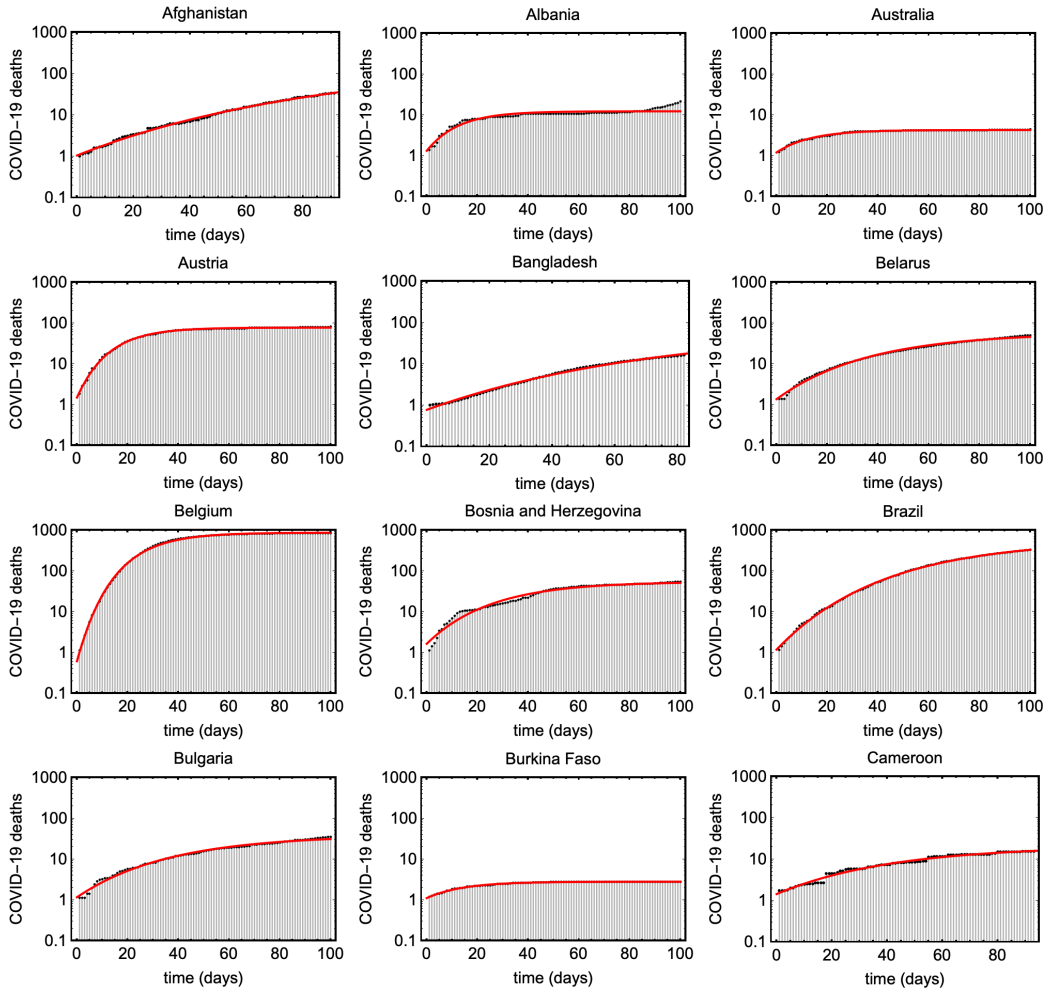 Afghanistan
COVID−19 deaths
1000
100
10
1
0.1
0 20 40 60 80
time (days)
Albania
COVID−19 deaths
1000
100
10
1
0.1
0 20 40 60 80 100
time (days)
Australia
COVID−19 deaths
1000
100
10
1
0.1
0 20 40 60 80 100
time (days)
Austria
COVID−19 deaths
1000
100
10
1
0.1
0 20 40 60 80 100
time (days)
Bangladesh
COVID−19 deaths
1000
100
10
1
0.1
0 20 40 60 80
time (days)
Belarus
COVID−19 deaths
1000
100
10
1
0.1
0 20 40 60 80 100
time (days)
Belgium
COVID−19 deaths
1000
100
10
1
0.1
0 20 40 60 80 100
time (days)
Bosnia and Herzegovina
COVID−19 deaths
1000
100
10
1
0.1
0 20 40 60 80 100
time (days)
Brazil
COVID−19 deaths
1000
100
10
1
0.1
0 20 40 60 80 100
time (days)
Bulgaria
COVID−19 deaths
1000
100
10
1
0.1
0 20 40 60 80 100
time (days)
Burkina Faso
COVID−19 deaths
1000
100
10
1
0.1
0 20 40 60 80 100
time (days)
Cameroon
COVID−19 deaths
1000
100
10
1
0.1
0 20 40 60 80
time (days)